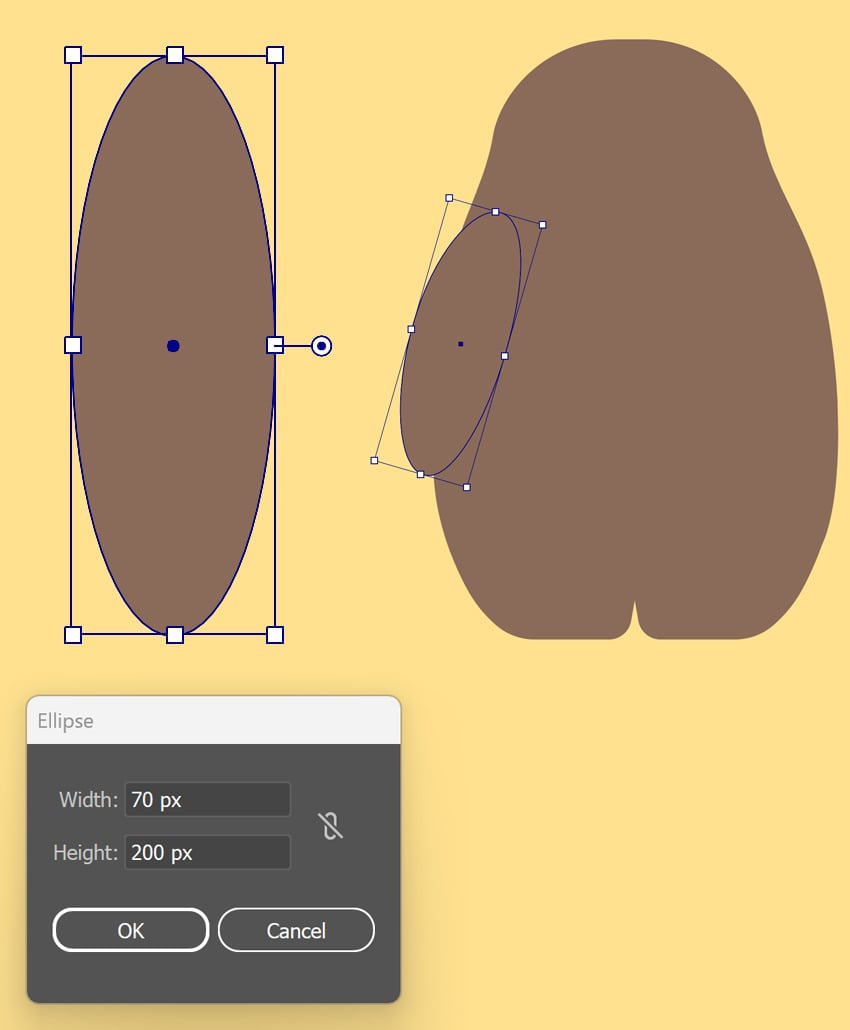 Ellipse
Width: 70 px
Height: 200 px
OK Cancel